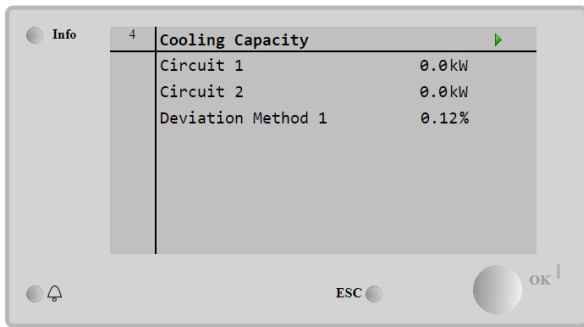 Info
4 Cooling Capacity
Circuit 1 0.0kW
Circuit 2 0.0kW
Deviation Method 1 0.12%
ESC
OK